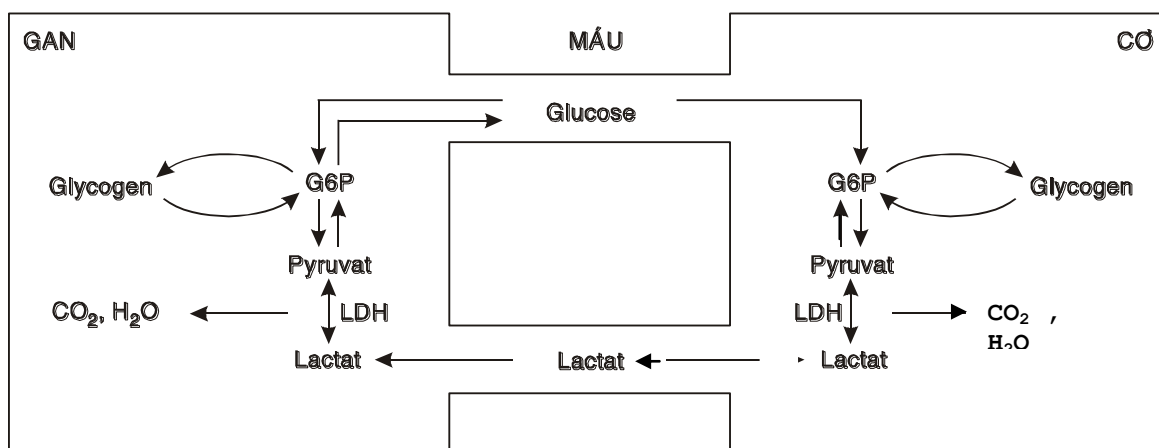 GAN MÁU CƠ
Glucose
Glycogen G6P G6P Glycogen
Pyruvat Pyruvat
CO₂, H₂O LDH LDH CO₂ ,
H₂O
Lactat Lactat Lactat